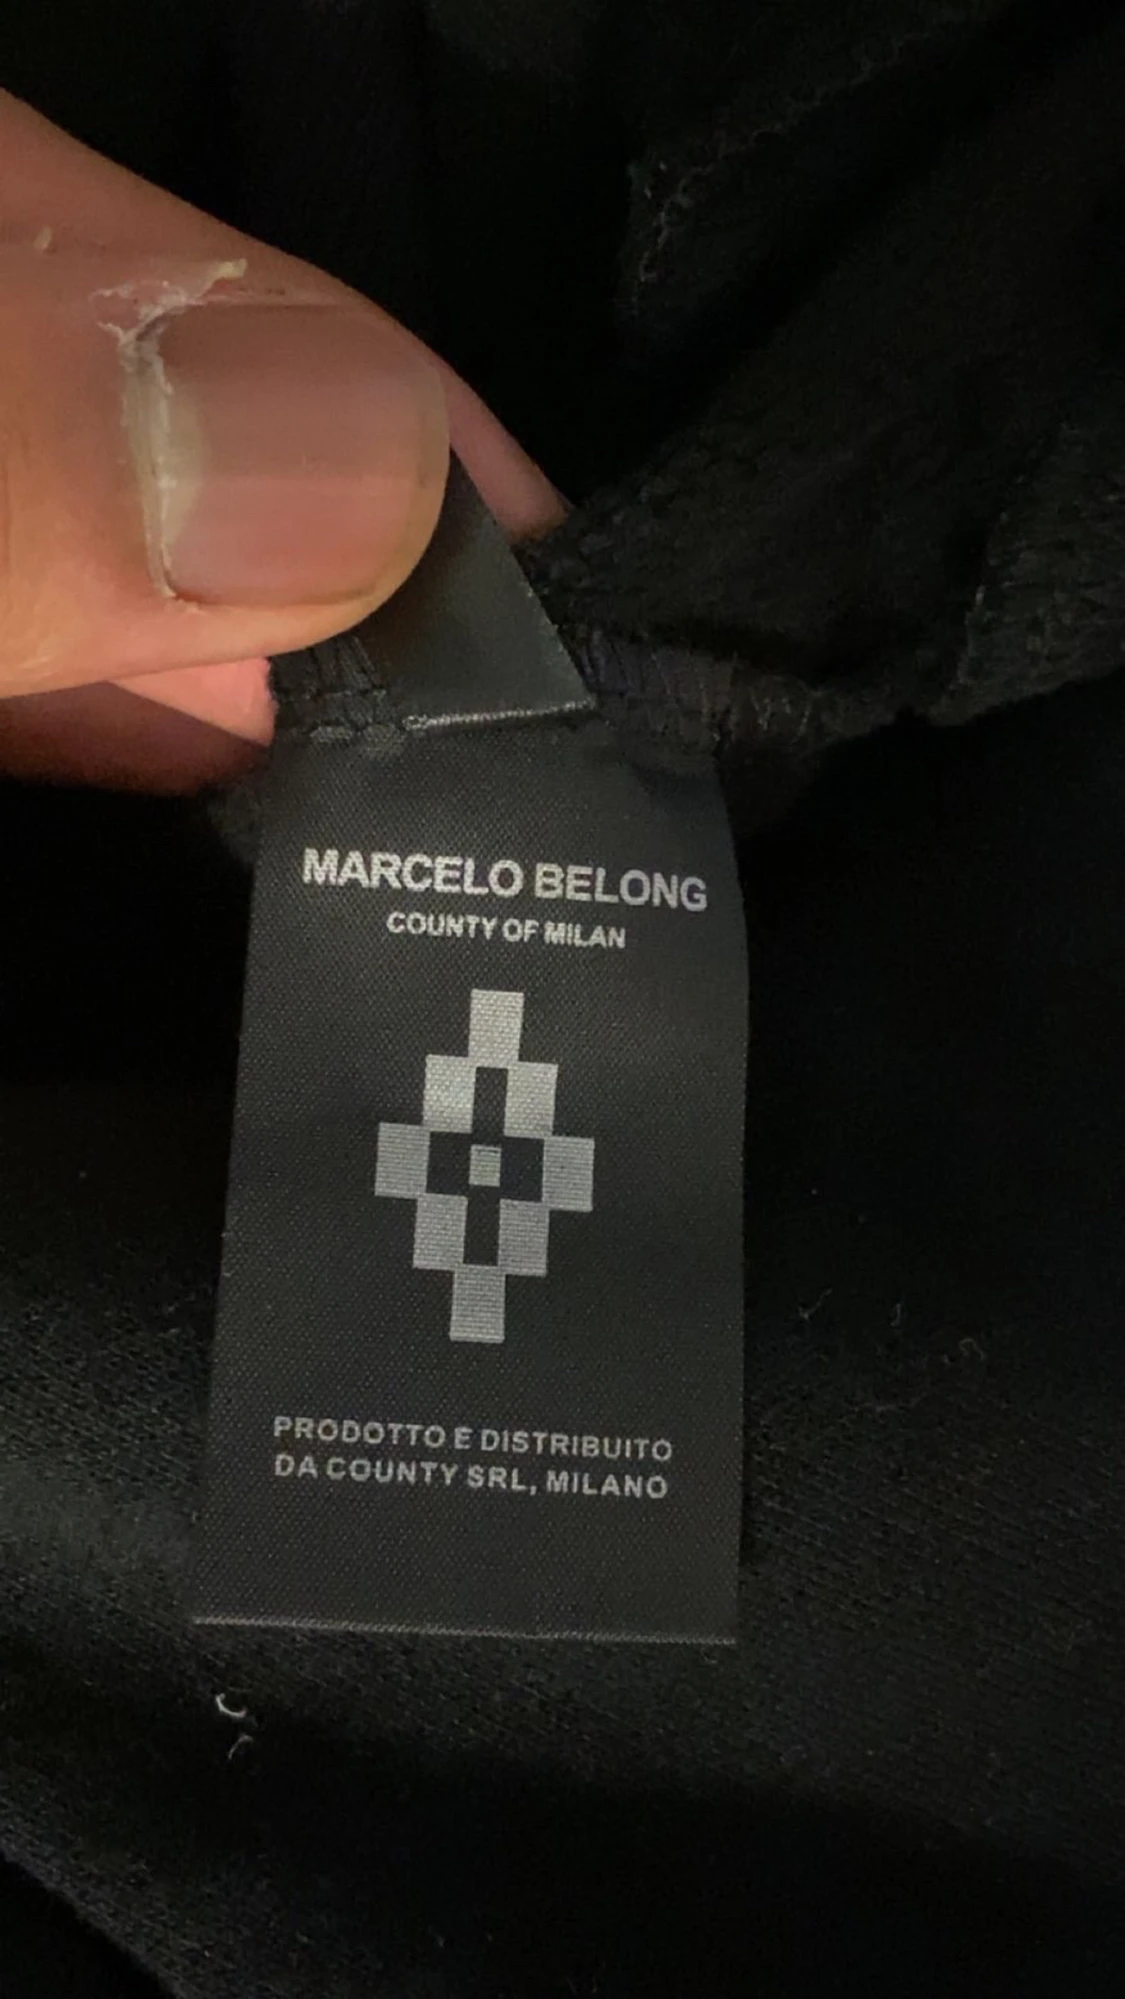 MARCELO BELONG
COUNTY OF MILAN
PRODOTTO E DISTRIBUITO
DA COUNTY SRL, MILANO